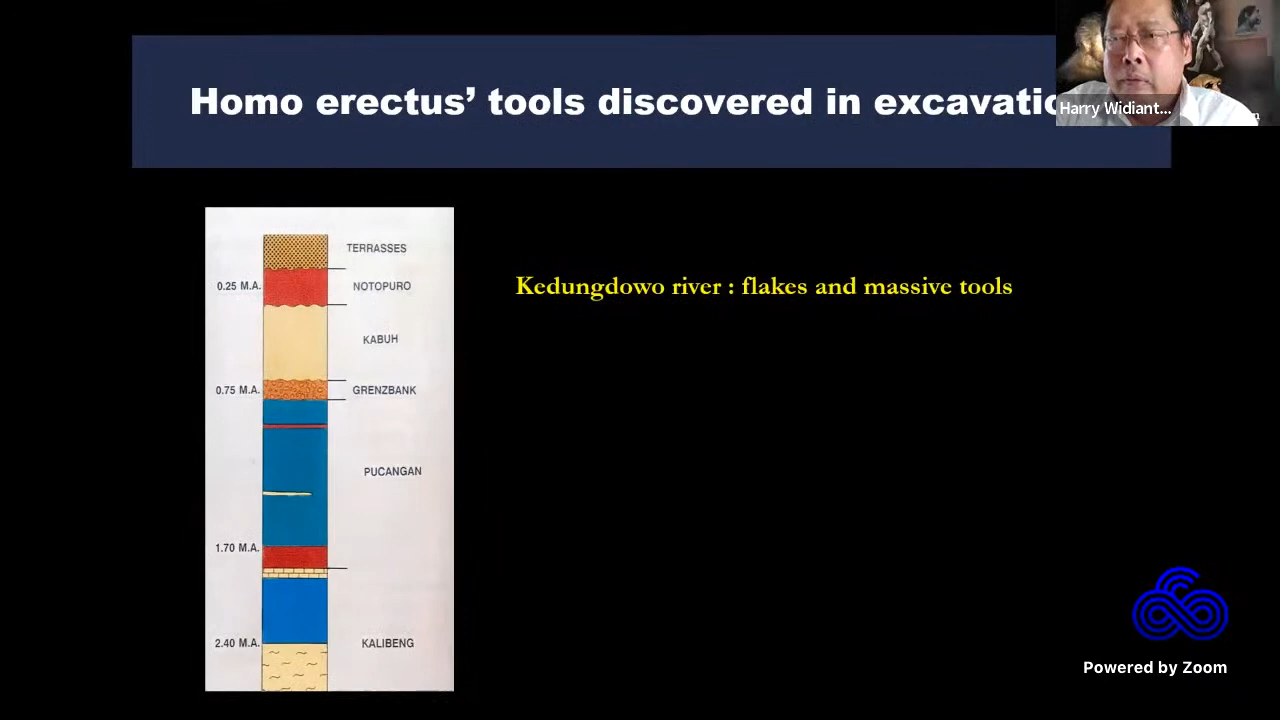 Homo erectus’ tools discovered in excavatio
Harry Widiant...
TERRASSES
0.25 M.A.
NOTOPURO
Kedungdowo river : flakes and massive tools
KABUH
0.75 M.A.
GRENZBANK
PUCANGAN
1.70 M.A.
2.40 M.A.
KALIBENG
Powered by Zoom